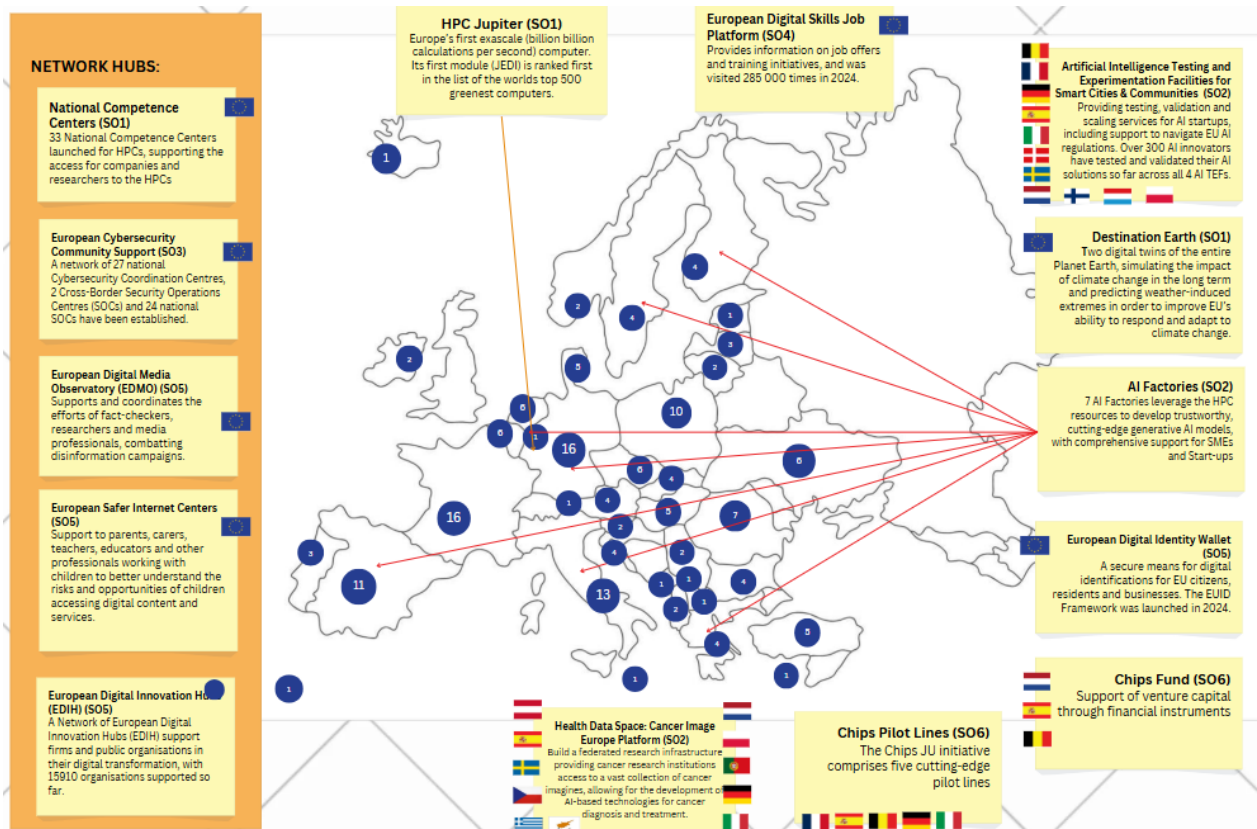 NETWORK HUBS:
National Competence
Centers (SO1)
33 National Competence Centers
launched for HPCs, supporting the
access for companies and
researchers to the HPCs
European Cybersecurity
Community Support (SO3)
A network of 27 national
Cybersecurity Coordination Centres,
2 Cross-Border Security Operations
Centres (SOCs) and 24 national
SOCs have been established.
European Digital Media
Observatory (EDMO) (SO5)
Supports and coordinates the
efforts of fact-checkers,
researchers and media
professionals, combatting
disinformation campaigns.
European Safer Internet Centers
(SO5)
Support to parents, carers,
teachers, educators and other
professionals working with
children to better understand the
risks and opportunities of children
accessing digital content and
services.
European Digital Innovation Hu
(EDIH) (SO5)
A Network of European Digital
Innovation Hubs (EDIH) support
firms and public organisations in
their digital transformation, with
15910 organisations supported so
far.
HPC Jupiter (SO1)
Europe's first exascale (billion billion
calculations per second) computer.
Its first module (JEDI) is ranked first
in the list of the worlds top 500
greenest computers.
European Digital Skills Job
Platform (SO4)
Provides information on job offers
and training initiatives, and was
visited 285 000 times in 2024.
Artificial Intelligence Testing and
Experimentation Facilities for
Smart Cities & Communities (SO2)
Providing testing, validation and
scaling services for AI startups,
including support to navigate EU AI
regulations. Over 300 AI innovators
have tested and validated their AI
solutions so far across all 4 AI TEFs.
Destination Earth (SO1)
Two digital twins of the entire
Planet Earth, simulating the impact
of climate change in the long term
and predicting weather-induced
extremes in order to improve EU's
ability to respond and adapt to
climate change.
AI Factories (SO2)
7 AI Factories leverage the HPC
resources to develop trustworthy,
cutting-edge generative AI models,
with comprehensive support for SMEs
and Start-ups
European Digital Identity Wallet
(SO5)
A secure means for digital
identifications for EU citizens,
residents and businesses. The EUID
Framework was launched in 2024.
Chips Fund (SO6)
Support of venture capital
through financial instruments
Chips Pilot Lines (SO6)
The Chips JU initiative
comprises five cutting-edge
pilot lines
Health Data Space: Cancer Image
Europe Platform (SO2)
Build a federated research infrastructure
providing cancer research institutions
access to a vast collection of cancer
imagines, allowing for the development o
AI-based technologies for cancer
diagnosis and treatment.
1
4
2
4
1
3
2
2
5
10
6
1
16
6
6
4
1
4
5
7
16
2
3
4
2
11
13
1
1
4
2
1
5
4
1
1
1